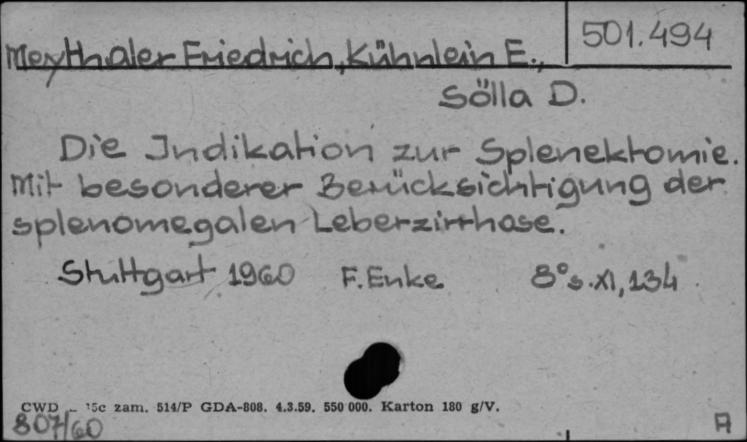 501.494
Meythaler Friedrich, Kühnlein E.,
Sölla D.
Die Indikation zur Splenektomie.
Mit besonderer Berücksichtigung der
splenomegalen Leberzirrhose.
Stuttgart 1960 F. Enke 8° s. XI, 134
CWD – 15c zam. 514/P GDA-808. 4.3.59. 550 000. Karton 180 g/V.
807/60 A